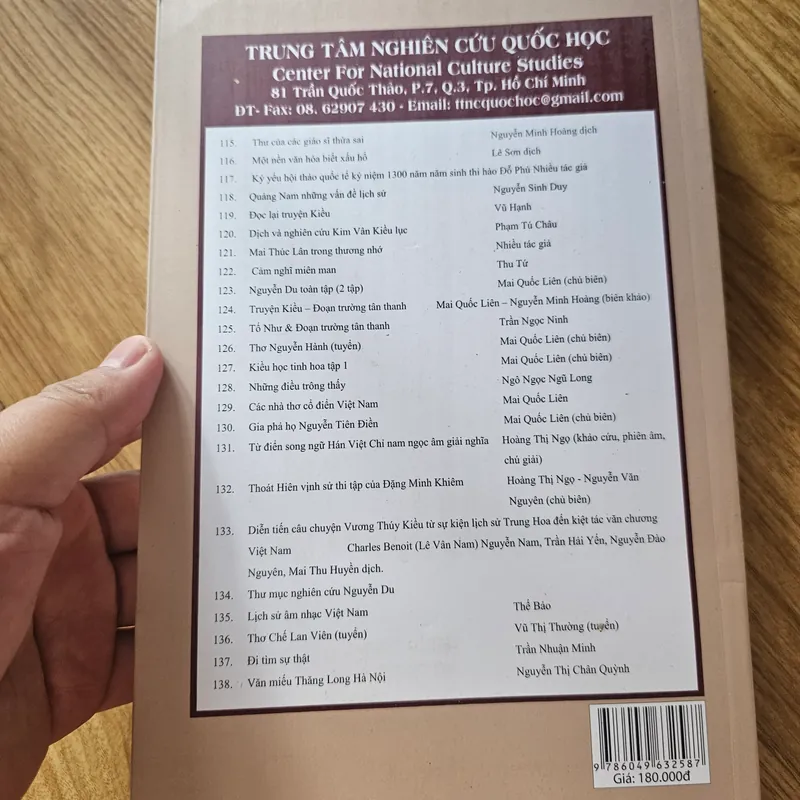 TRUNG TÂM NGHIÊN CỨU QUỐC HỌC
Center For National Culture Studies
81 Trần Quốc Thảo, P.7, Q.3, Tp. Hồ Chí Minh
ĐT- Fax: 08. 62907 430 - Email: ttncquochoc@gmail.com
115. Thư của các giáo sĩ thừa sai Nguyễn Minh Hoàng dịch
116. Một nền văn hóa biết xấu hổ Lê Sơn dịch
117. Kỷ yếu hội thảo quốc tế kỷ niệm 1300 năm năm sinh thi hào Đỗ Phủ Nhiều tác giả
118. Quảng Nam những vấn đề lịch sử Nguyễn Sinh Duy
119. Đọc lại truyện Kiều Vũ Hạnh
120. Dịch và nghiên cứu Kim Vân Kiều lục Phạm Tú Châu
121. Mai Thúc Lân trong thương nhớ Nhiều tác giả
122. Cảm nghĩ miên man Thu Tứ
123. Nguyễn Du toàn tập (2 tập) Mai Quốc Liên (chủ biên)
124. Truyện Kiều – Đoạn trường tân thanh Mai Quốc Liên – Nguyễn Minh Hoàng (biên khảo)
125. Tố Như & Đoạn trường tân thanh Trần Ngọc Ninh
126. Thơ Nguyễn Hành (tuyển) Mai Quốc Liên (chủ biên)
127. Kiều học tinh hoa tập 1 Mai Quốc Liên (chủ biên)
128. Những điều trông thấy Ngô Ngọc Ngũ Long
129. Các nhà thơ cổ điển Việt Nam Mai Quốc Liên
130. Gia phả họ Nguyễn Tiên Điền Mai Quốc Liên (chủ biên)
131. Từ điển song ngữ Hán Việt Chỉ nam ngọc âm giải nghĩa Hoàng Thị Ngọ (khảo cứu, phiên âm,
chú giải)
132. Thoát Hiên vịnh sử thi tập của Đặng Minh Khiêm Hoàng Thị Ngọ - Nguyễn Văn
Nguyên (chủ biên)
133. Diễn tiến câu chuyện Vương Thúy Kiều từ sự kiện lịch sử Trung Hoa đến kiệt tác văn chương
Việt Nam Charles Benoit (Lê Vân Nam) Nguyễn Nam, Trần Hải Yến, Nguyễn Đào
Nguyên, Mai Thu Huyền dịch.
134. Thư mục nghiên cứu Nguyễn Du
135. Lịch sử âm nhạc Việt Nam Thế Bảo
136. Thơ Chế Lan Viên (tuyển) Vũ Thị Thường (tuyển)
137. Đi tìm sự thật Trần Nhuận Minh
138. Văn miếu Thăng Long Hà Nội Nguyễn Thị Chân Quỳnh
9 786049 632587
Giá: 180.000đ